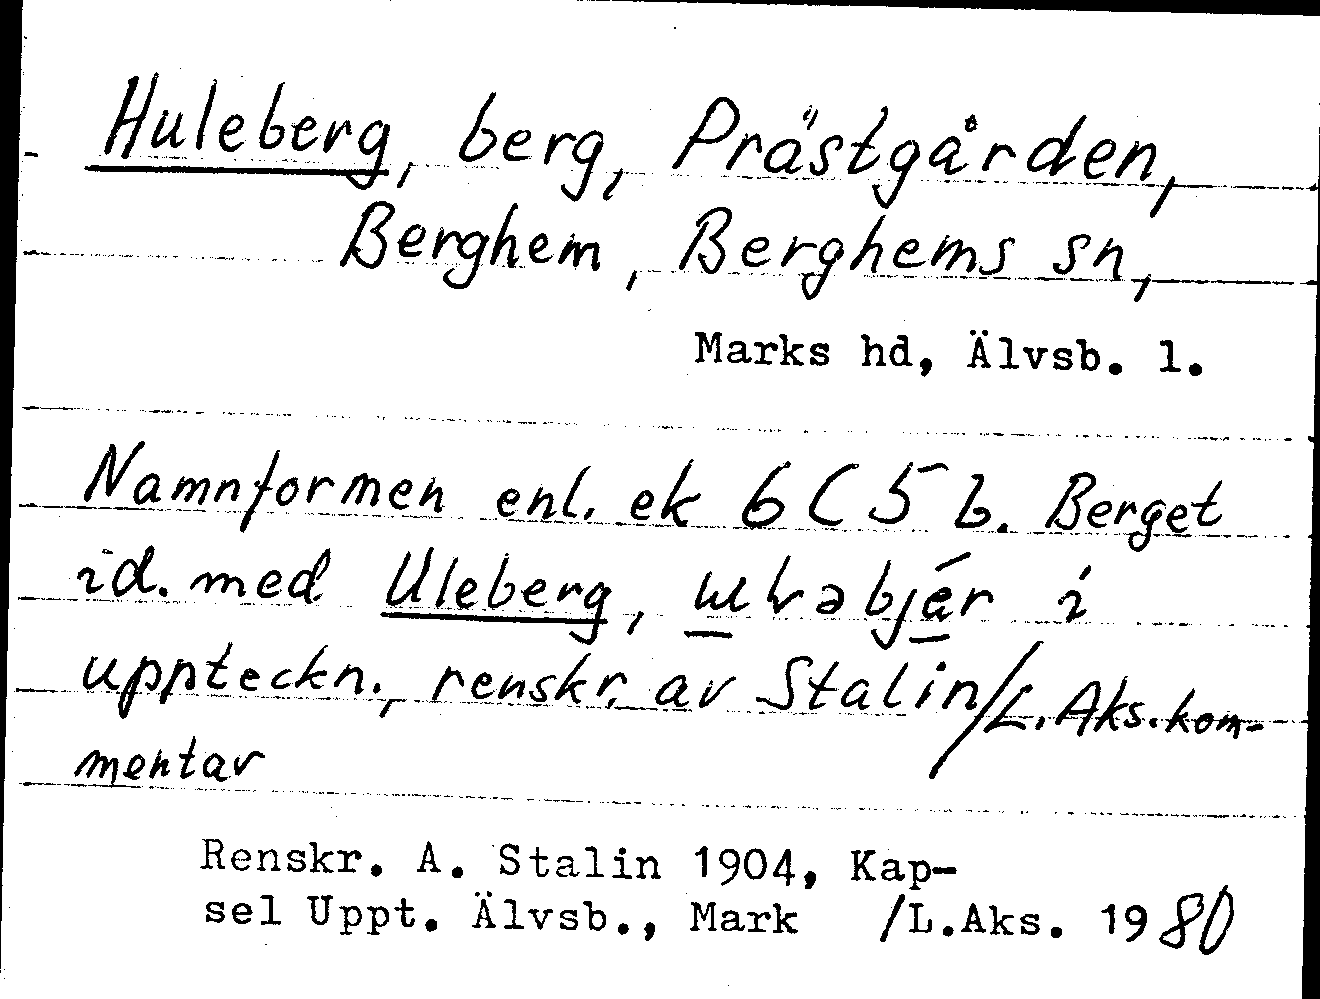 Huleberg, berg, Prästgården,
Berghem, Berghems sn,
Marks hd, Älvsb. l.
Namnformen enl. ek 6C5b. Berget
id. med Uleberg, i
uppteckn., renskr. av Stalin/L. Aks. kom-
mentar
Renskr. A. Stalin 1904, Kap-
sel Uppt. Älvsb., Mark /L.Aks. 1980